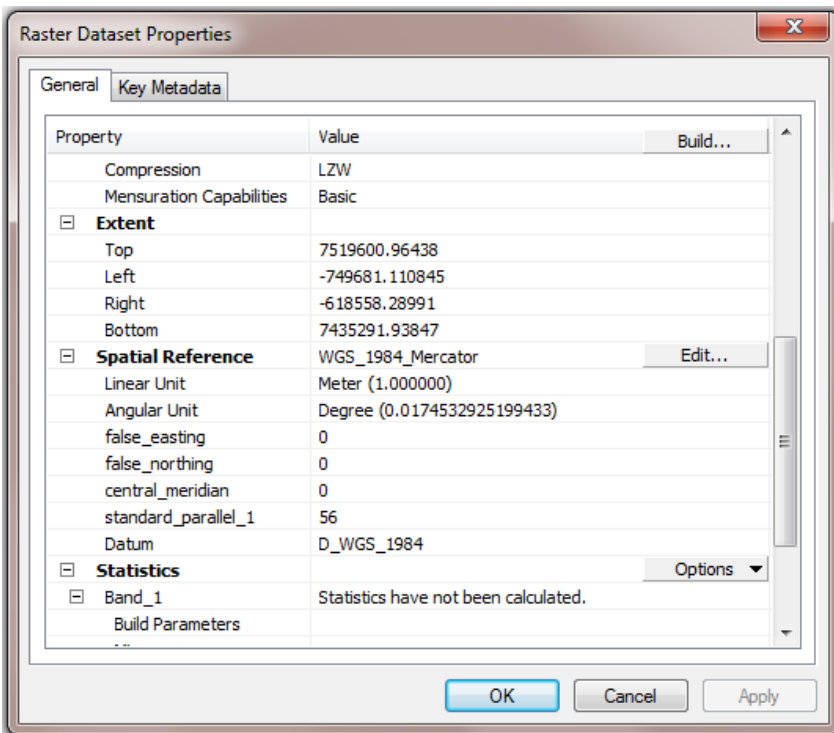 Raster Dataset Properties
General Key Metadata
Property Value Build...
Compression LZW
Mensuration Capabilities Basic
Extent
Top 7519600.96438
Left -749681.110845
Right -618558.28991
Bottom 7435291.93847
Spatial Reference WGS_1984_Mercator Edit...
Linear Unit Meter (1.000000)
Angular Unit Degree (0.0174532925199433)
false_easting 0
false_northing 0
central_meridian 0
standard_parallel_1 56
Datum D_WGS_1984
Statistics Options
Band_1 Statistics have not been calculated.
Build Parameters
OK Cancel Apply